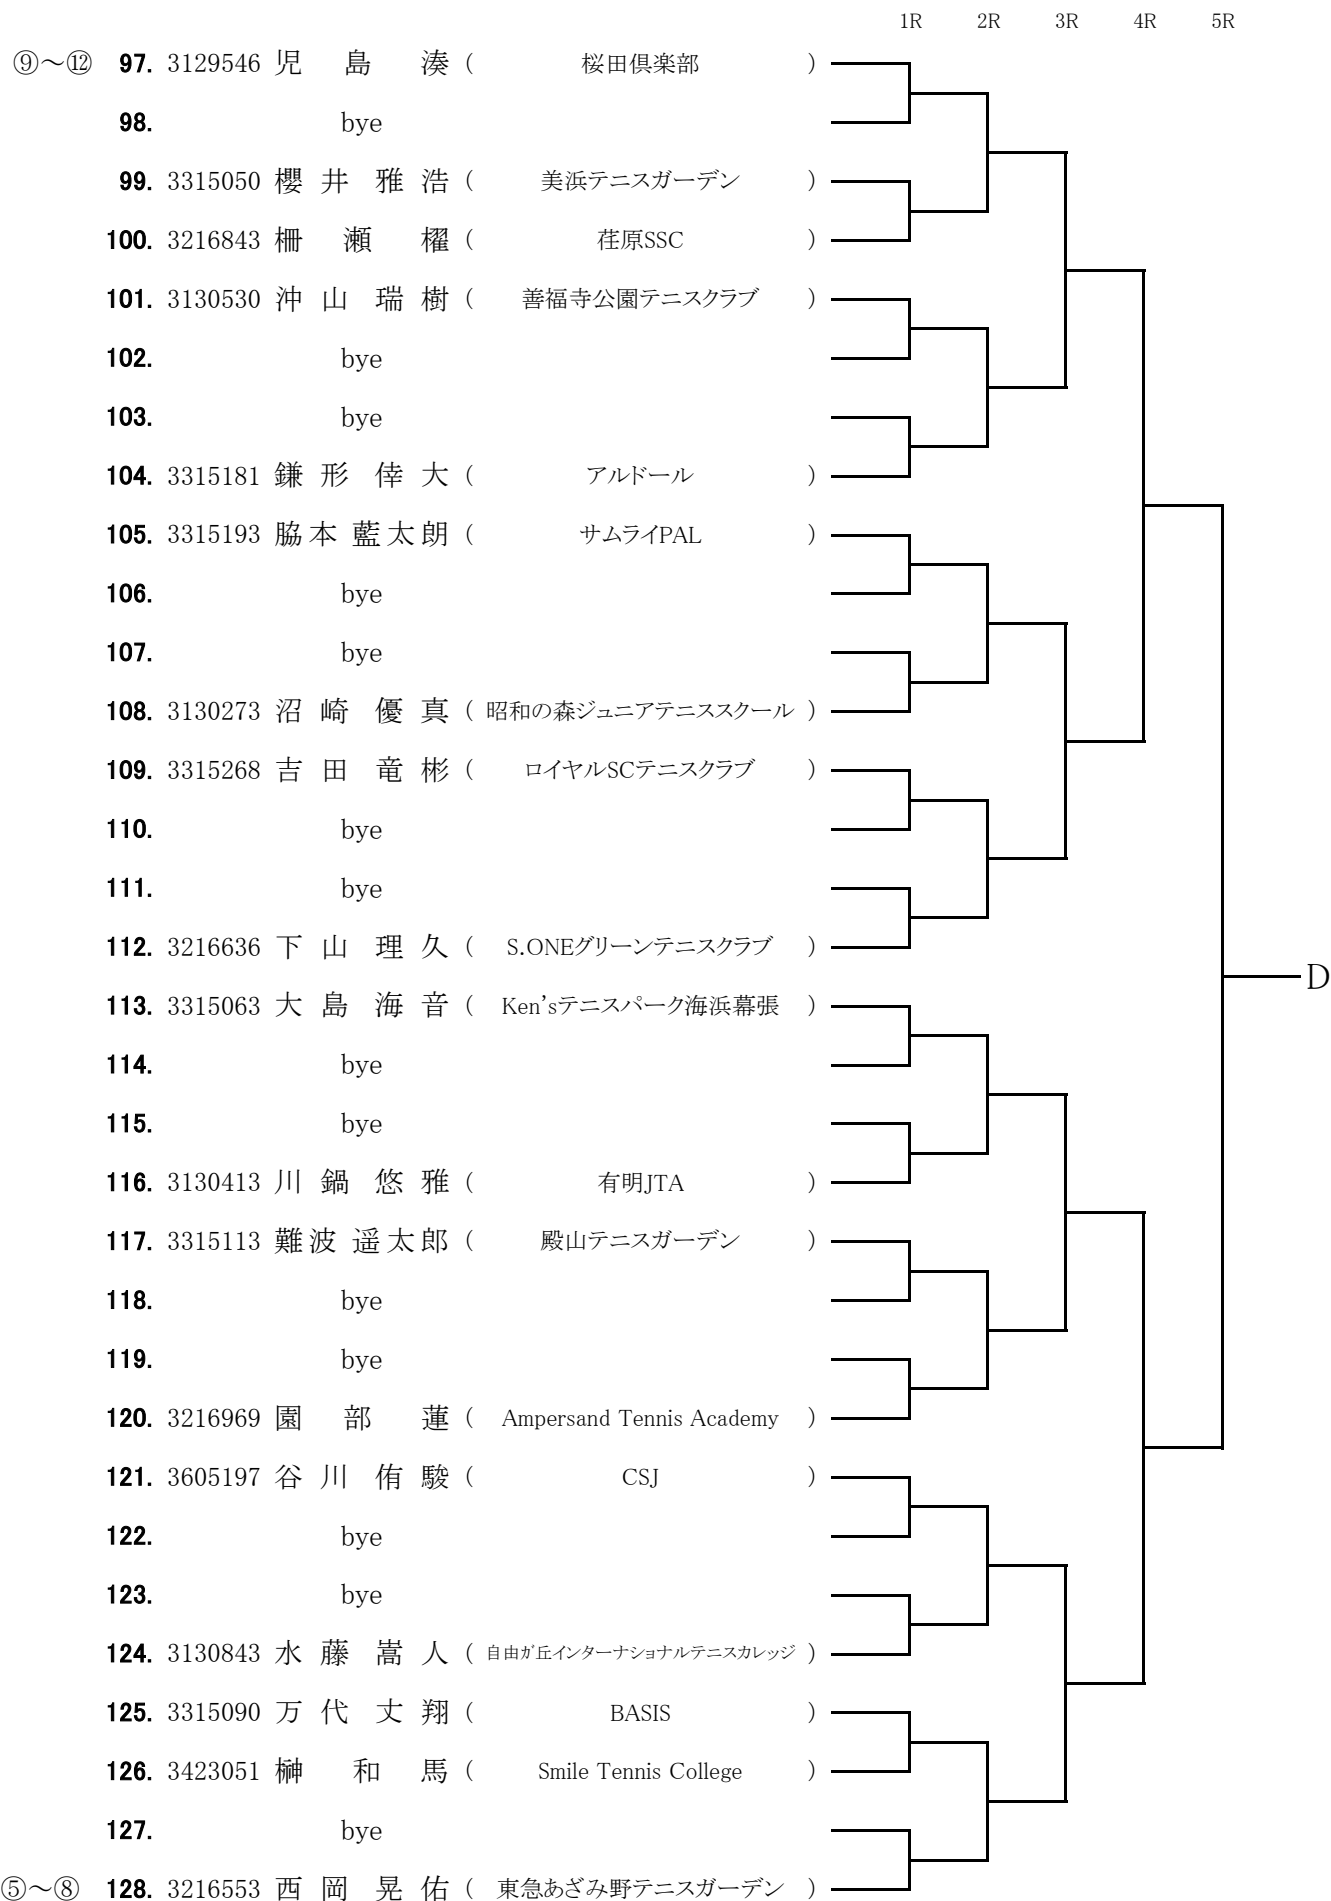 1R 2R 3R 4R 5R
⑨～⑫ 97. 3129546 児島 湊 ( 桜田倶楽部 )
98. bye
99. 3315050 櫻井 雅浩 ( 美浜テニスガーデン )
100. 3216843 柵瀬 櫂 ( 荏原SSC )
101. 3130530 沖山 瑞樹 ( 善福寺公園テニスクラブ )
102. bye
103. bye
104. 3315181 鎌形 倖大 ( アルドール )
105. 3315193 脇本 藍太朗 ( サムライPAL )
106. bye
107. bye
108. 3130273 沼崎 優真 ( 昭和の森ジュニアテニススクール )
109. 3315268 吉田 竜彬 ( ロイヤルSCテニスクラブ )
110. bye
111. bye
112. 3216636 下山 理久 ( S.ONEグリーンテニスクラブ )
D
113. 3315063 大島 海音 ( Ken'sテニスパーク海浜幕張 )
114. bye
115. bye
116. 3130413 川鍋 悠雅 ( 有明JTA )
117. 3315113 難波 遥太郎 ( 殿山テニスガーデン )
118. bye
119. bye
120. 3216969 園部 蓮 ( Ampersand Tennis Academy )
121. 3605197 谷川 侑駿 ( CSJ )
122. bye
123. bye
124. 3130843 水藤 嵩人 ( 自由ガ丘インターナショナルテニスカレッジ )
125. 3315090 万代 丈翔 ( BASIS )
126. 3423051 榊 和馬 ( Smile Tennis College )
127. bye
⑤～⑧ 128. 3216553 西岡 晃佑 ( 東急あざみ野テニスガーデン )